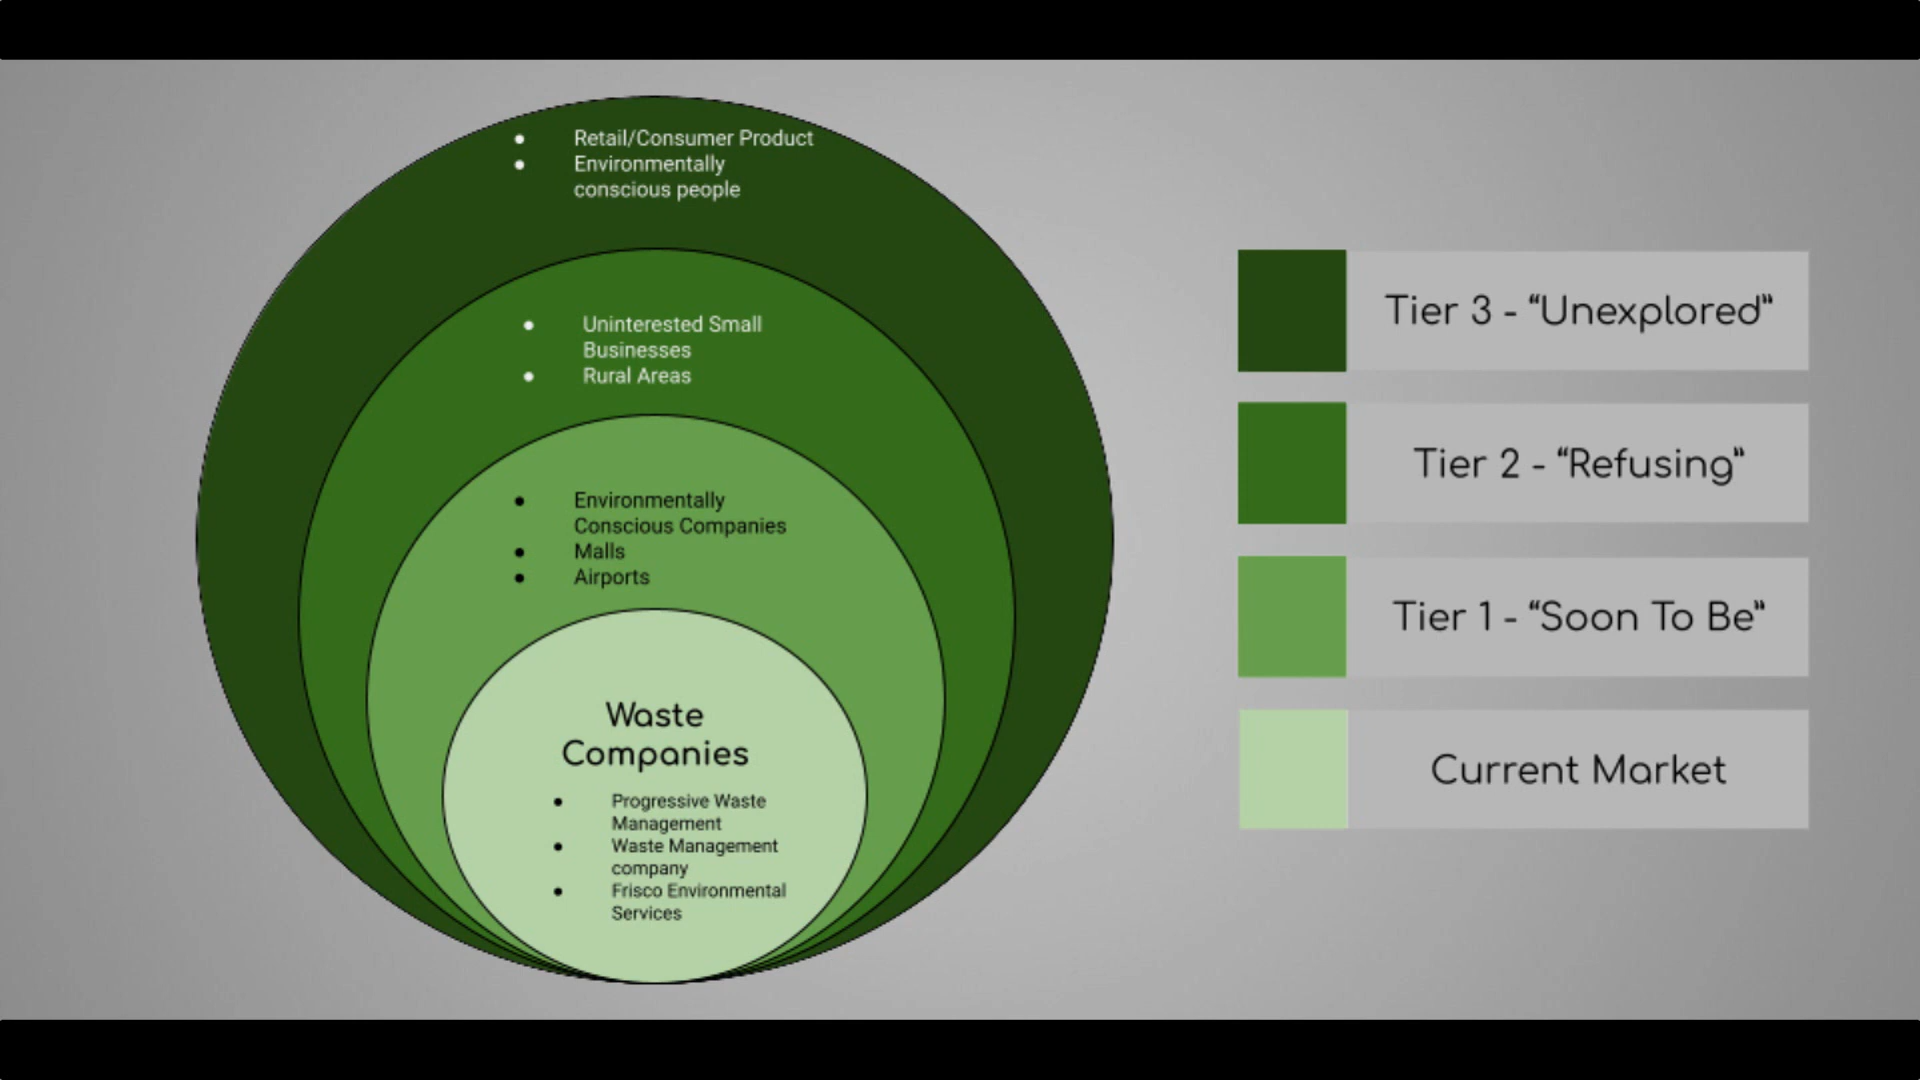 Retail/Consumer Product
Environmentally
conscious people
Uninterested Small
Businesses
Rural Areas
Environmentally
Conscious Companies
Malls
Airports
Waste
Companies
Progressive Waste
Management
Waste Management
company
Frisco Environmental
Services
Tier 3 - “Unexplored”
Tier 2 - “Refusing”
Tier 1 - “Soon To Be”
Current Market